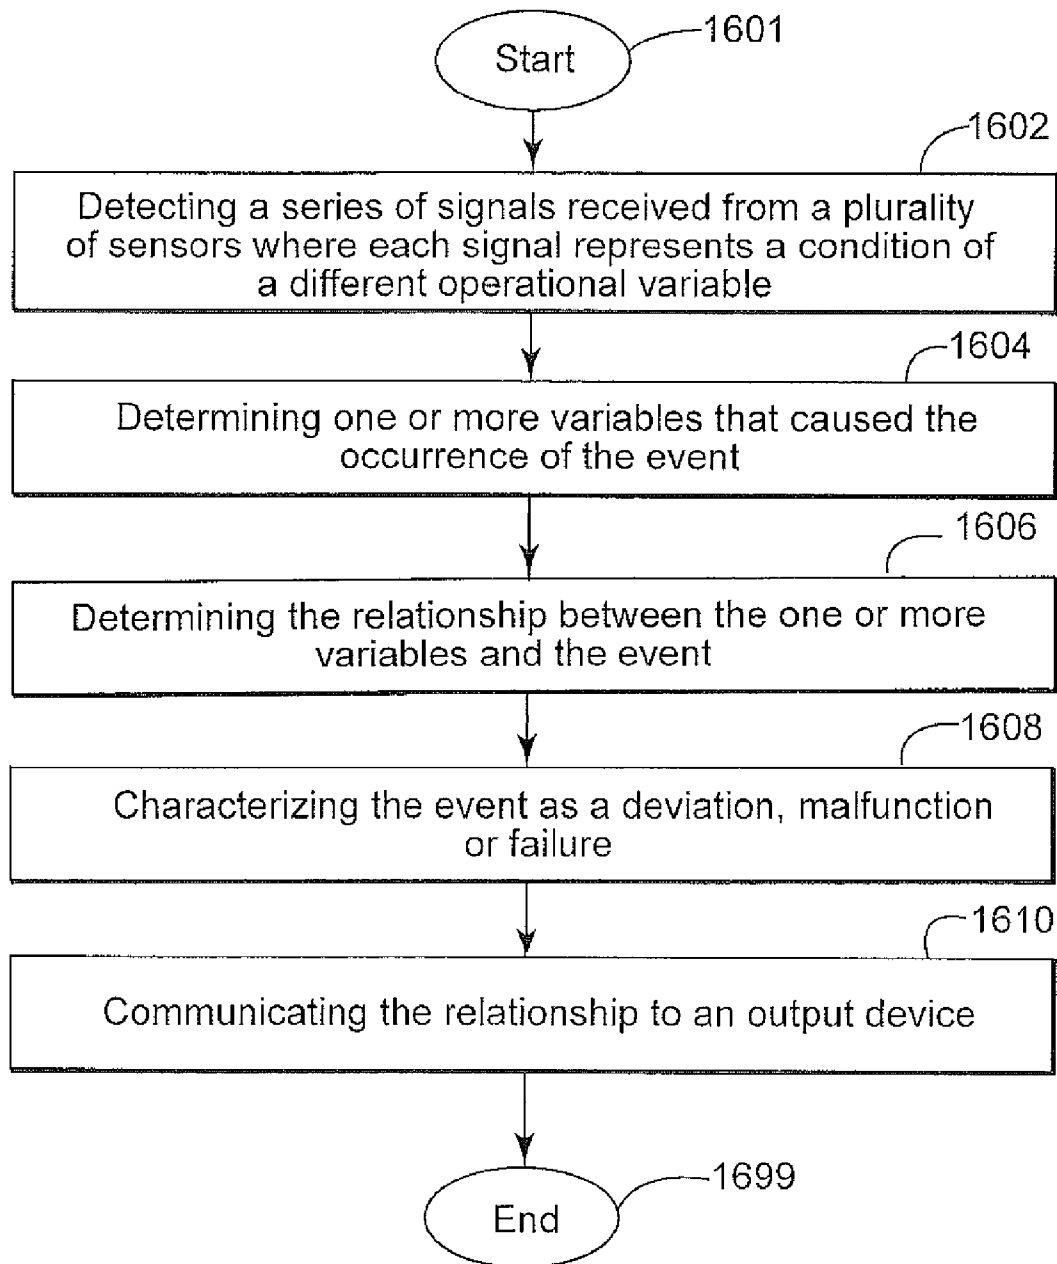 Start
1601
1602
Detecting a series of signals received from a plurality
of sensors where each signal represents a condition of
a different operational variable
1604
Determining one or more variables that caused the
occurrence of the event
1606
Determining the relationship between the one or more
variables and the event
1608
Characterizing the event as a deviation, malfunction
or failure
1610
Communicating the relationship to an output device
1699
End